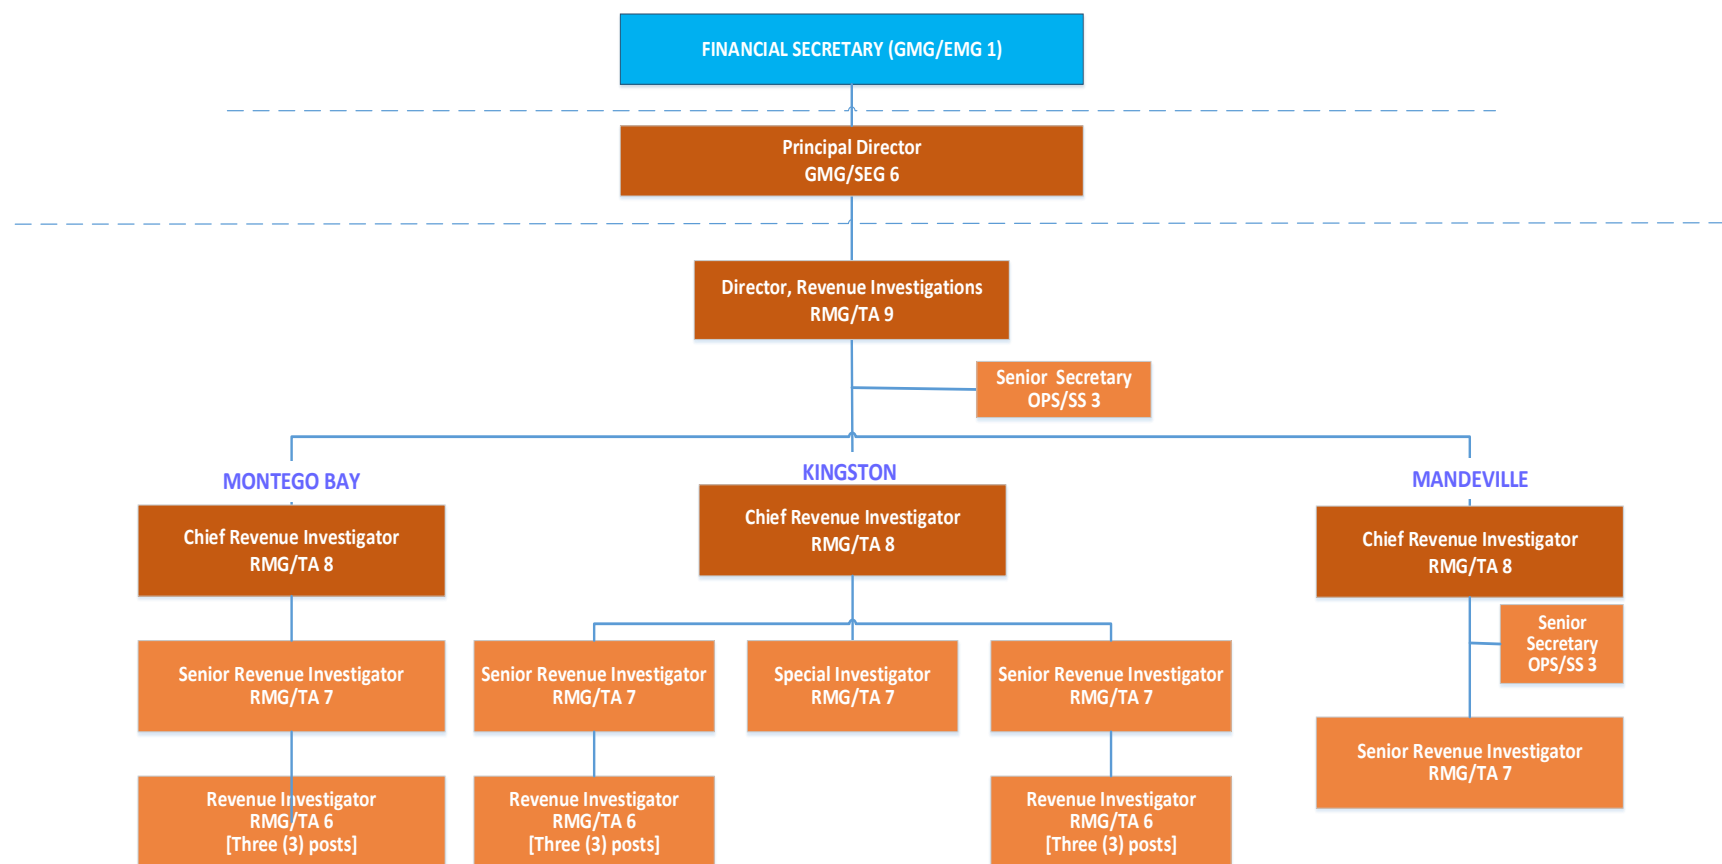 FINANCIAL SECRETARY (GMG/EMG 1)
Principal Director
GMG/SEG 6
Director, Revenue Investigations
RMG/TA 9
Senior Secretary
OPS/SS 3
MONTEGO BAY
KINGSTON
MANDEVILLE
Chief Revenue Investigator
RMG/TA 8
Chief Revenue Investigator
RMG/TA 8
Chief Revenue Investigator
RMG/TA 8
Senior
Secretary
OPS/SS 3
Senior Revenue Investigator
RMG/TA 7
Senior Revenue Investigator
RMG/TA 7
Special Investigator
RMG/TA 7
Senior Revenue Investigator
RMG/TA 7
Senior Revenue Investigator
RMG/TA 7
Revenue Investigator
RMG/TA 6
[Three (3) posts]
Revenue Investigator
RMG/TA 6
[Three (3) posts]
Revenue Investigator
RMG/TA 6
[Three (3) posts]